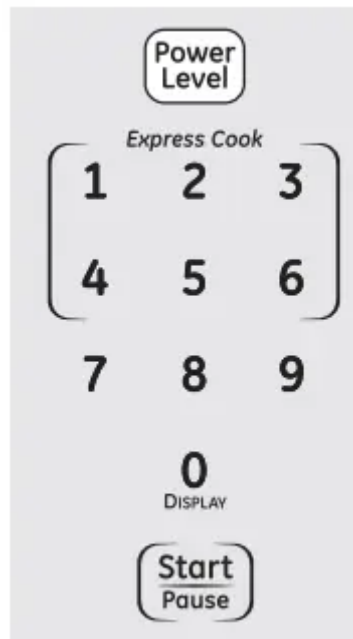 Power
Level
Express Cook
1 2 3
4 5 6
7 8 9
0
DISPLAY
Start
Pause